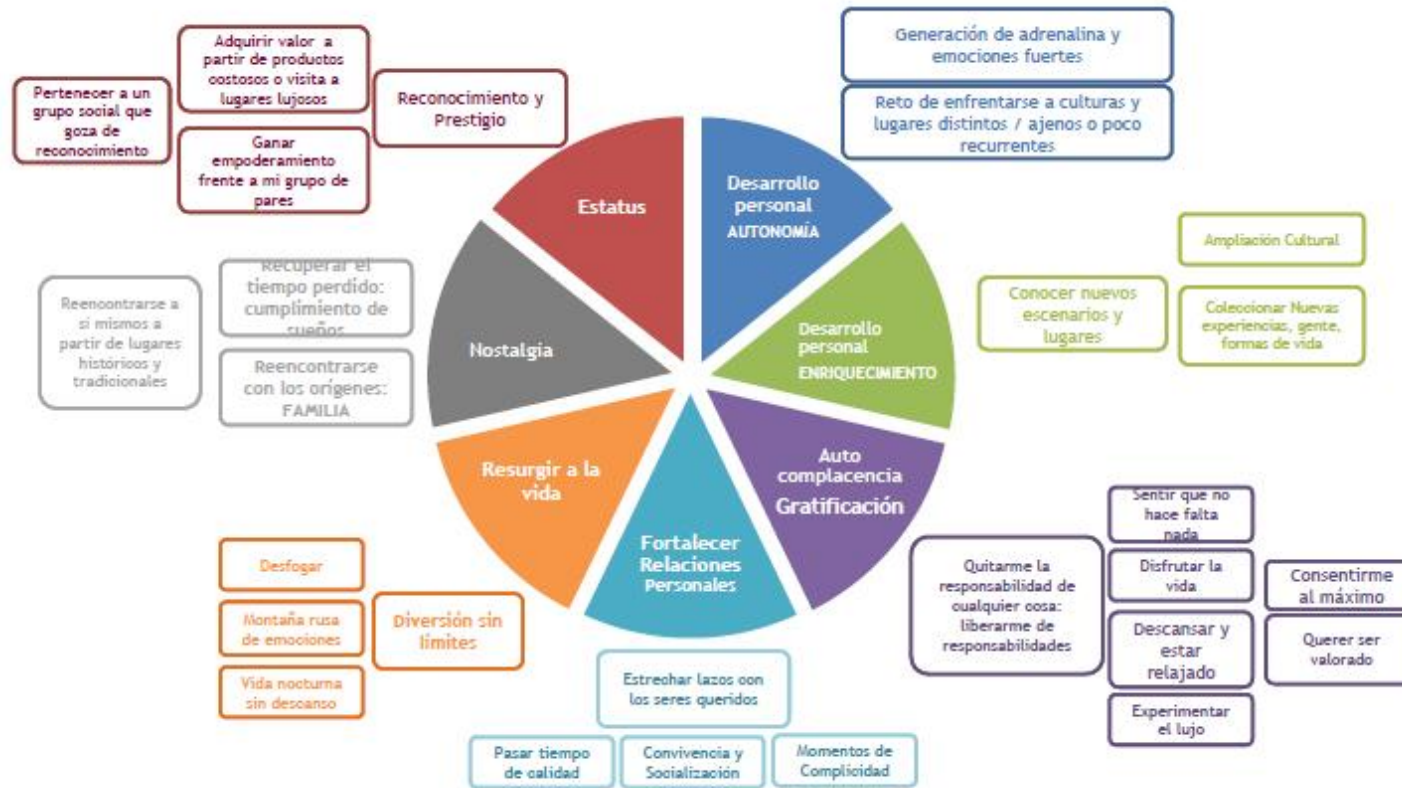 Generación de adrenalina y
emociones fuertes
Reto de enfrentarse a culturas y
lugares distintos / ajenos o poco
recurrentes
Adquirir valor a
partir de productos
costosos o visita a
lugares lujosos
Pertenecer a un
grupo social que
goza de
reconocimiento
Reconocimiento y
Prestigio
Ganar
empoderamiento
frente a mi grupo de
pares
Estatus
Desarrollo
personal
AUTONOMÍA
Ampliación Cultural
Conocer nuevos
escenarios y
lugares
Coleccionar Nuevas
experiencias, gente,
formas de vida
Desarrollo
personal
ENRIQUECIMIENTO
Recuperar el
tiempo perdido:
cumplimiento de
sueños
Reencontrarse a
si mismos a
partir de lugares
históricos y
tradicionales
Reencontrarse
con los orígenes:
FAMILIA
Nostalgia
Auto
complacencia
Gratificación
Resurgir a la
vida
Fortalecer
Relaciones
Personales
Sentir que no
hace falta
nada
Quitarme la
responsabilidad de
cualquier cosa:
liberarme de
responsabilidades
Disfrutar la
vida
Consentirme
al máximo
Descansar y
estar
relajado
Querer ser
valorado
Experimentar
el lujo
Desfogar
Montaña rusa
de emociones
Diversión sin
límites
Vida nocturna
sin descanso
Estrechar lazos con
los seres queridos
Pasar tiempo
de calidad
Convivencia y
Socialización
Momentos de
Complicidad